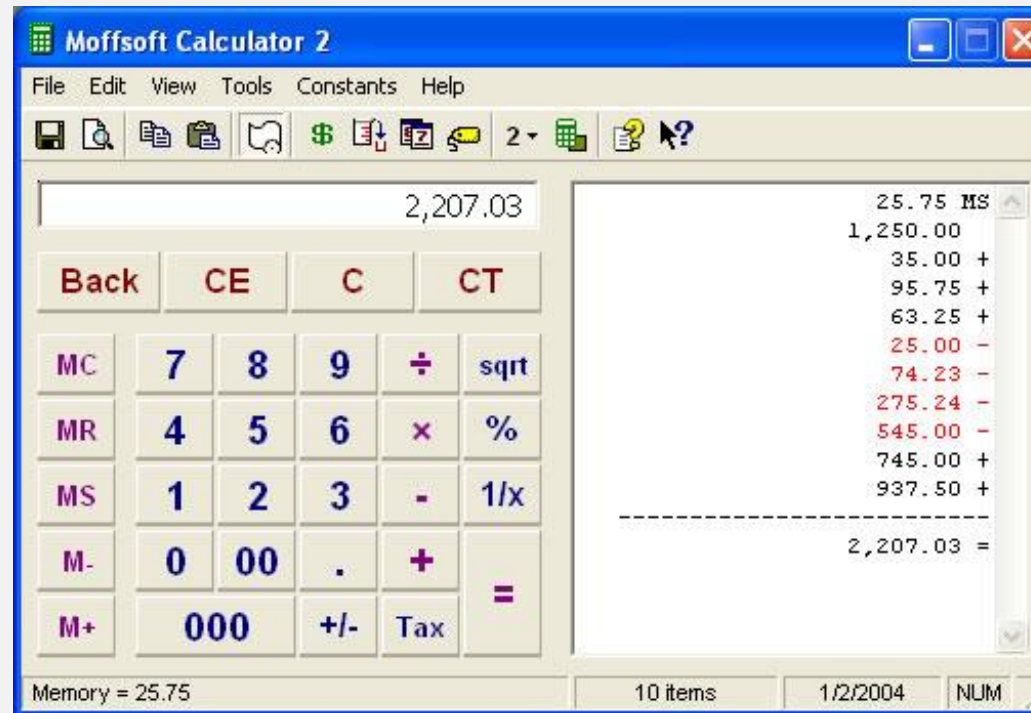 Moffsoft Calculator 2
File Edit View Tools Constants Help
$ 2
2,207.03
Back CE C CT
MC 7 8 9 ÷ sqrt
MR 4 5 6 × %
MS 1 2 3 - 1/x
M- 0 00 . + =
M+ 000 +/- Tax
25.75 MS
1,250.00
35.00 +
95.75 +
63.25 +
25.00 -
74.23 -
275.24 -
545.00 -
745.00 +
937.50 +
---------------------------
2,207.03 =
Memory = 25.75 10 items 1/2/2004 NUM